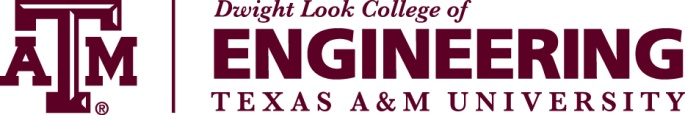 ATM®
Dwight Look College of
ENGINEERING
TEXAS A&M UNIVERSITY